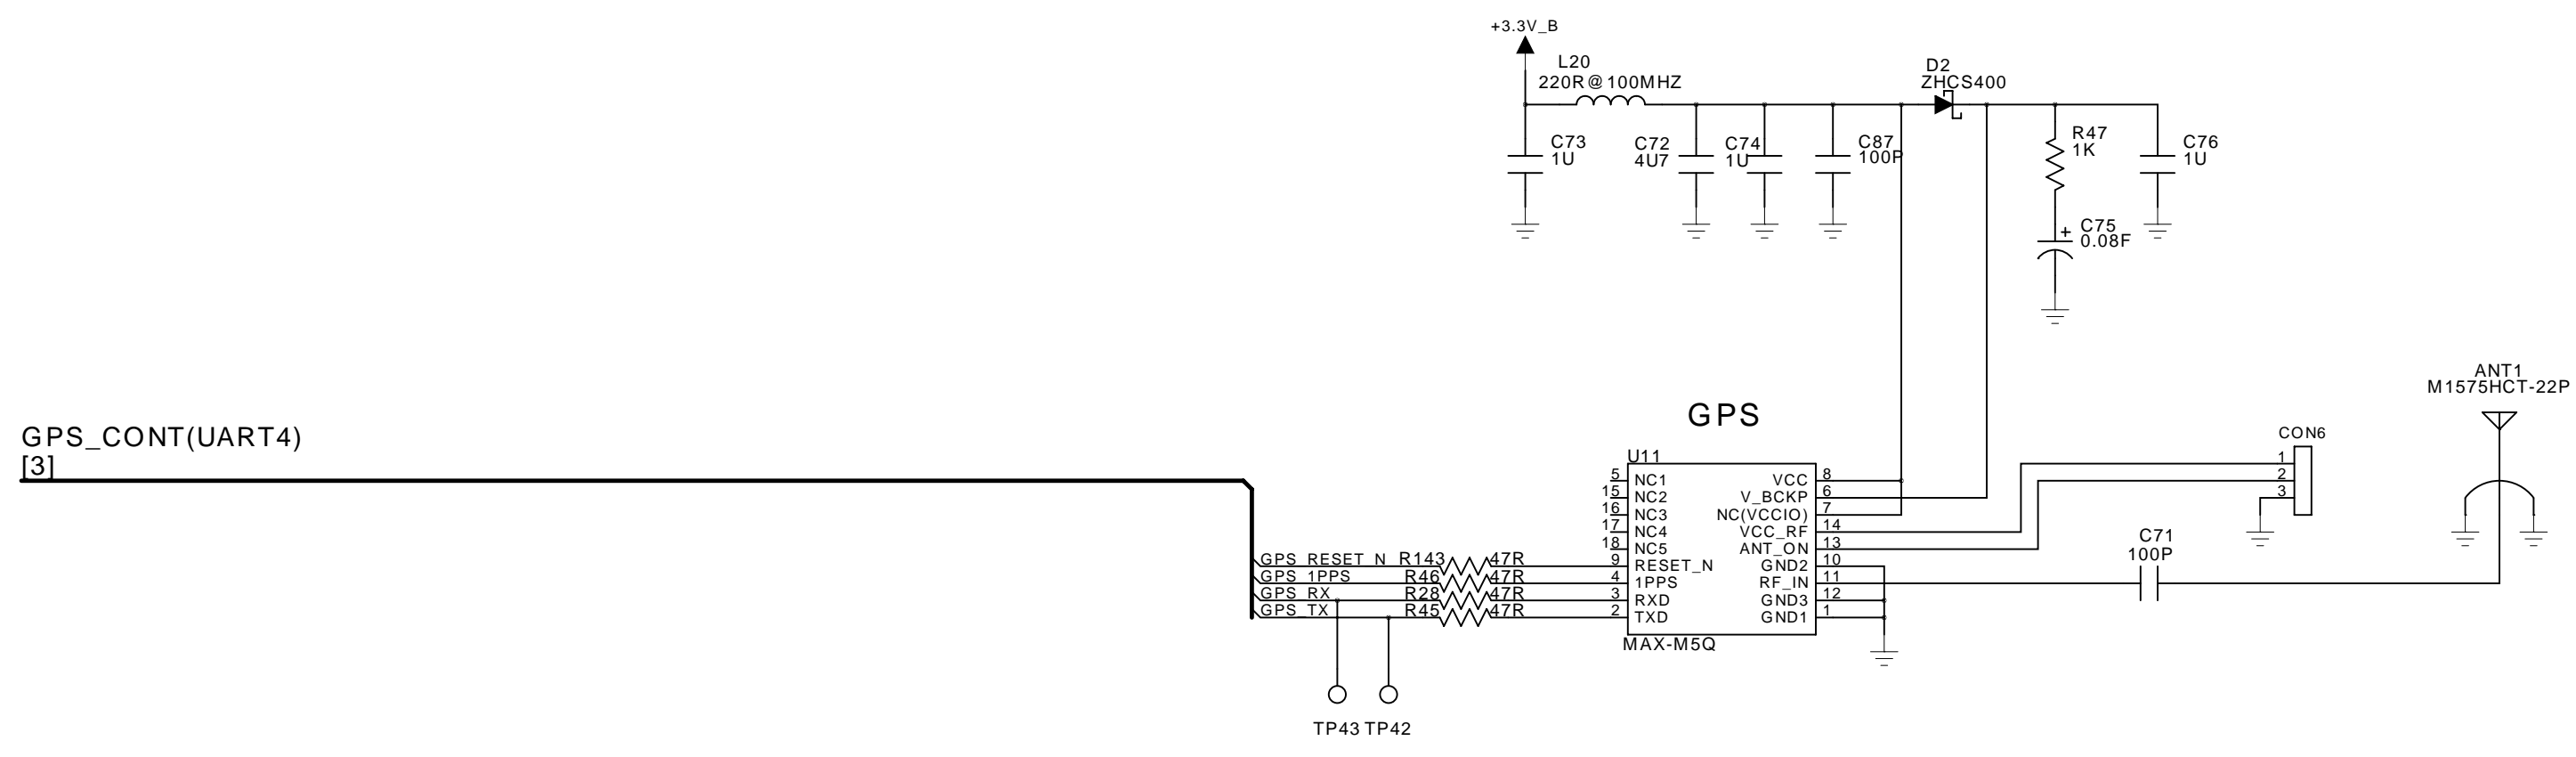 +3.3V_B
L20
220R@100MHZ
D2
ZHCS400
C73
1U
C72
4U7
C74
1U
C87
100P
R47
1K
C76
1U
+
C75
0.08F
ANT1
M1575HCT-22P
GPS
GPS_CONT(UART4)
[3]
CON6
1
2
3
U11
5 NC1 VCC 8
15 NC2 V_BCKP 6
16 NC3 NC(VCCIO) 7
17 NC4 VCC_RF 14
18 NC5 ANT_ON 13
GPS_RESET_N R143 47R 9 RESET_N GND2 10
GPS_1PPS R46 47R 4 1PPS RF_IN 11
GPS_RX R28 47R 3 RXD GND3 12
GPS_TX R45 47R 2 TXD GND1 1
MAX-M5Q
C71
100P
TP43 TP42